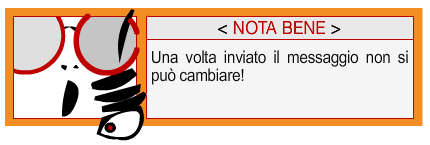 < NOTA BENE >
Una volta inviato il messaggio non si
può cambiare!